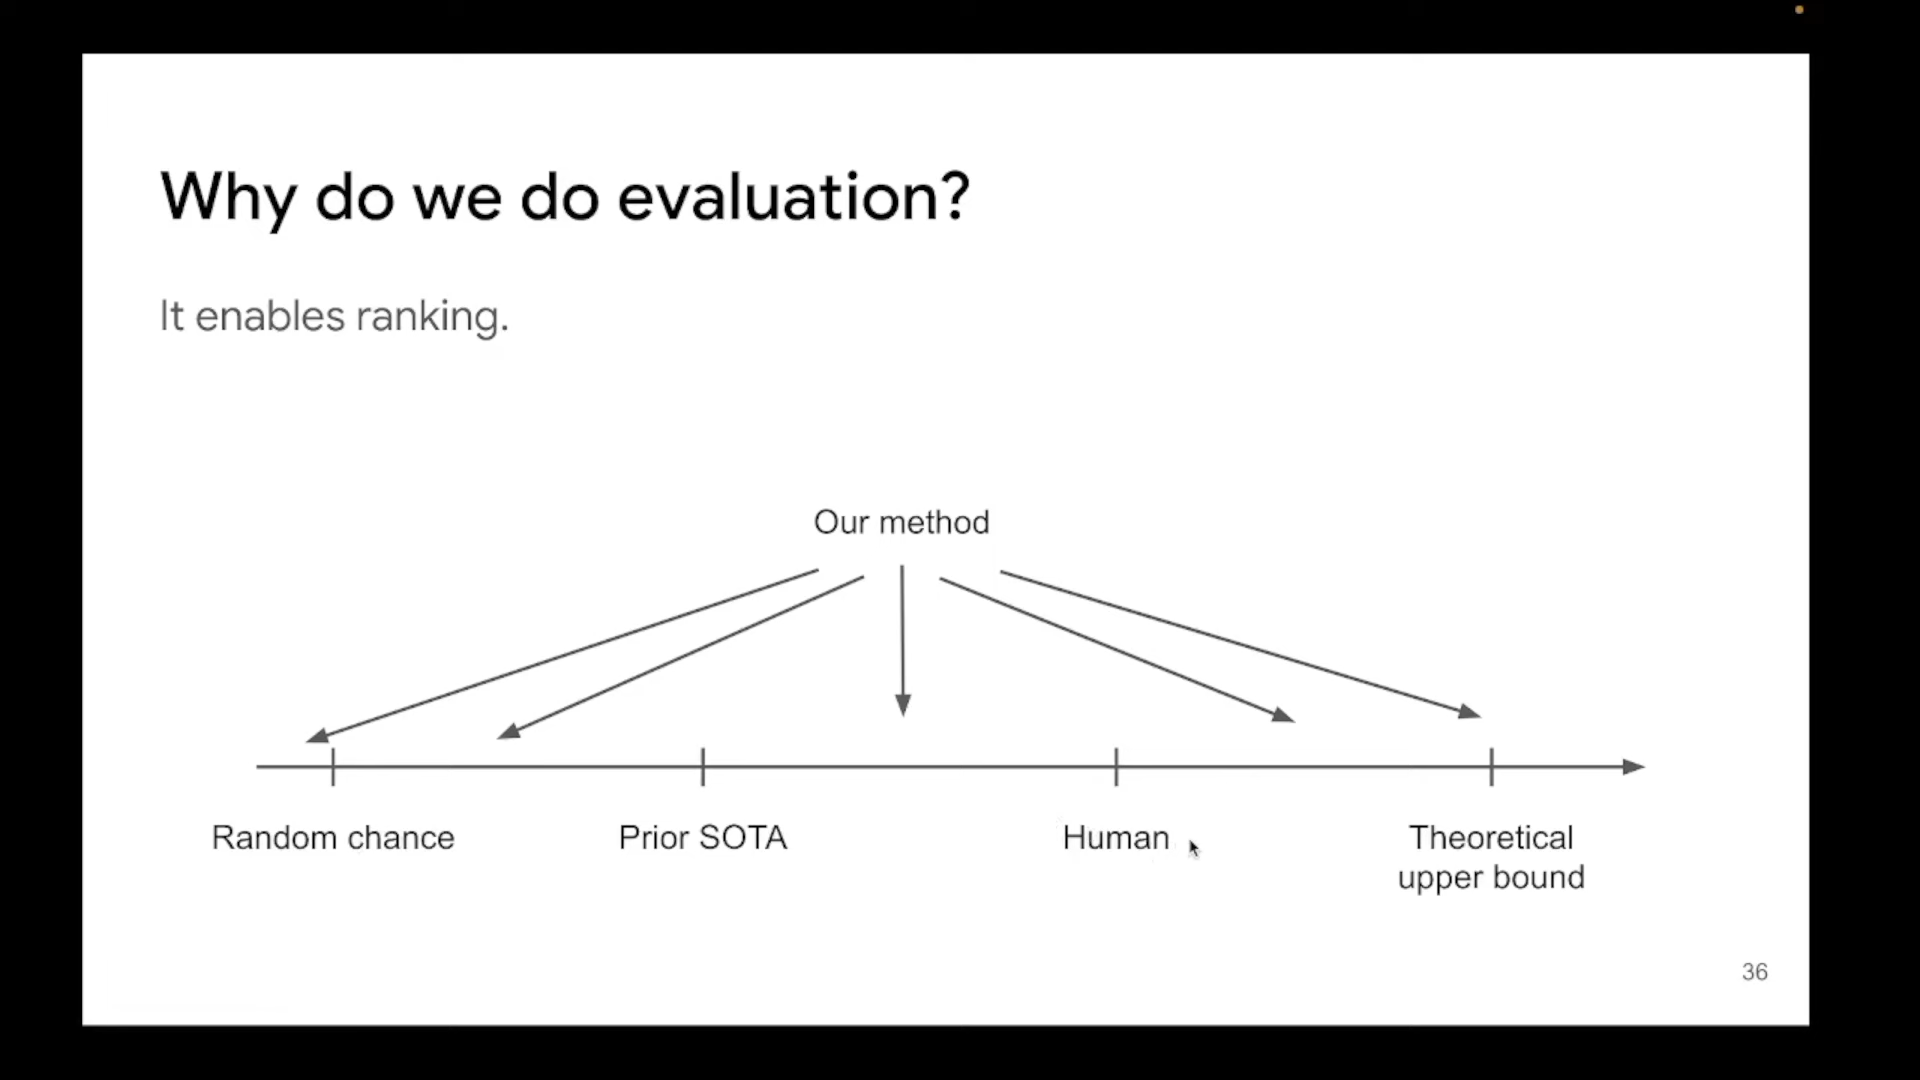 Why do we do evaluation?
It enables ranking.
Our method
Random chance
Prior SOTA
Human
Theoretical
upper bound
36